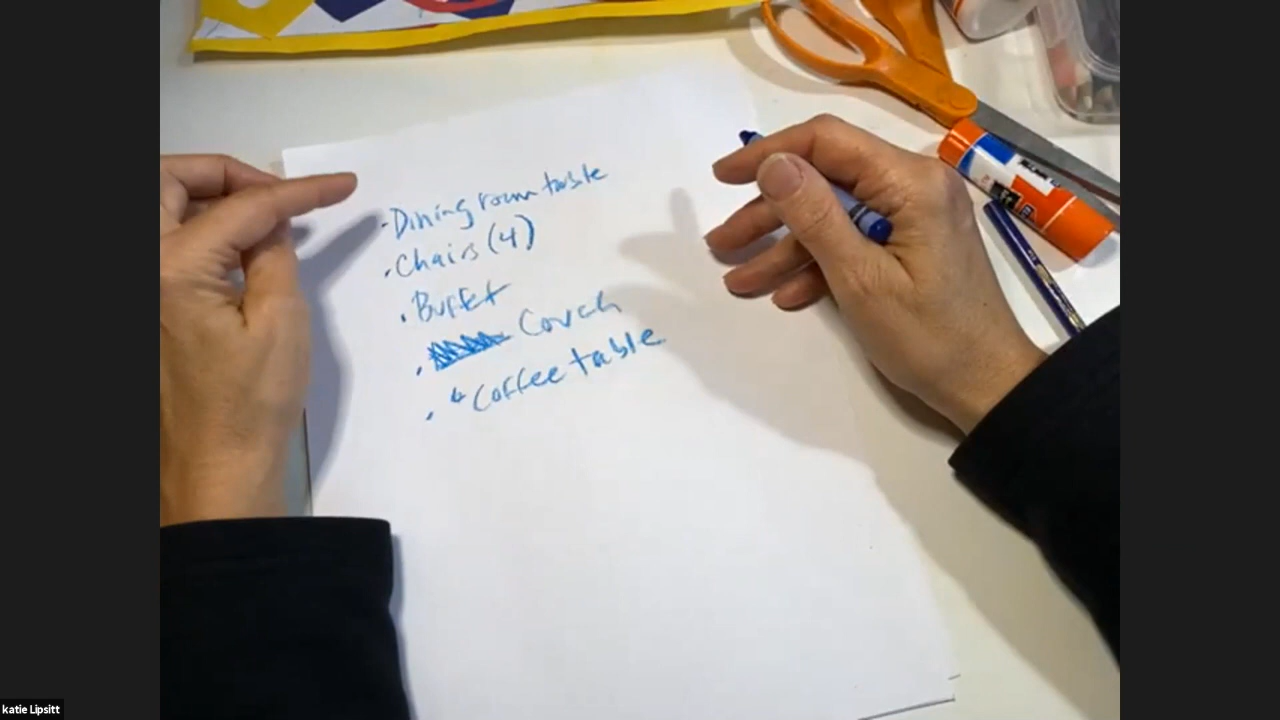 - Dining room table
. Chairs (4)
. Buffet
. Couch
. Coffee table
katie Lipsitt